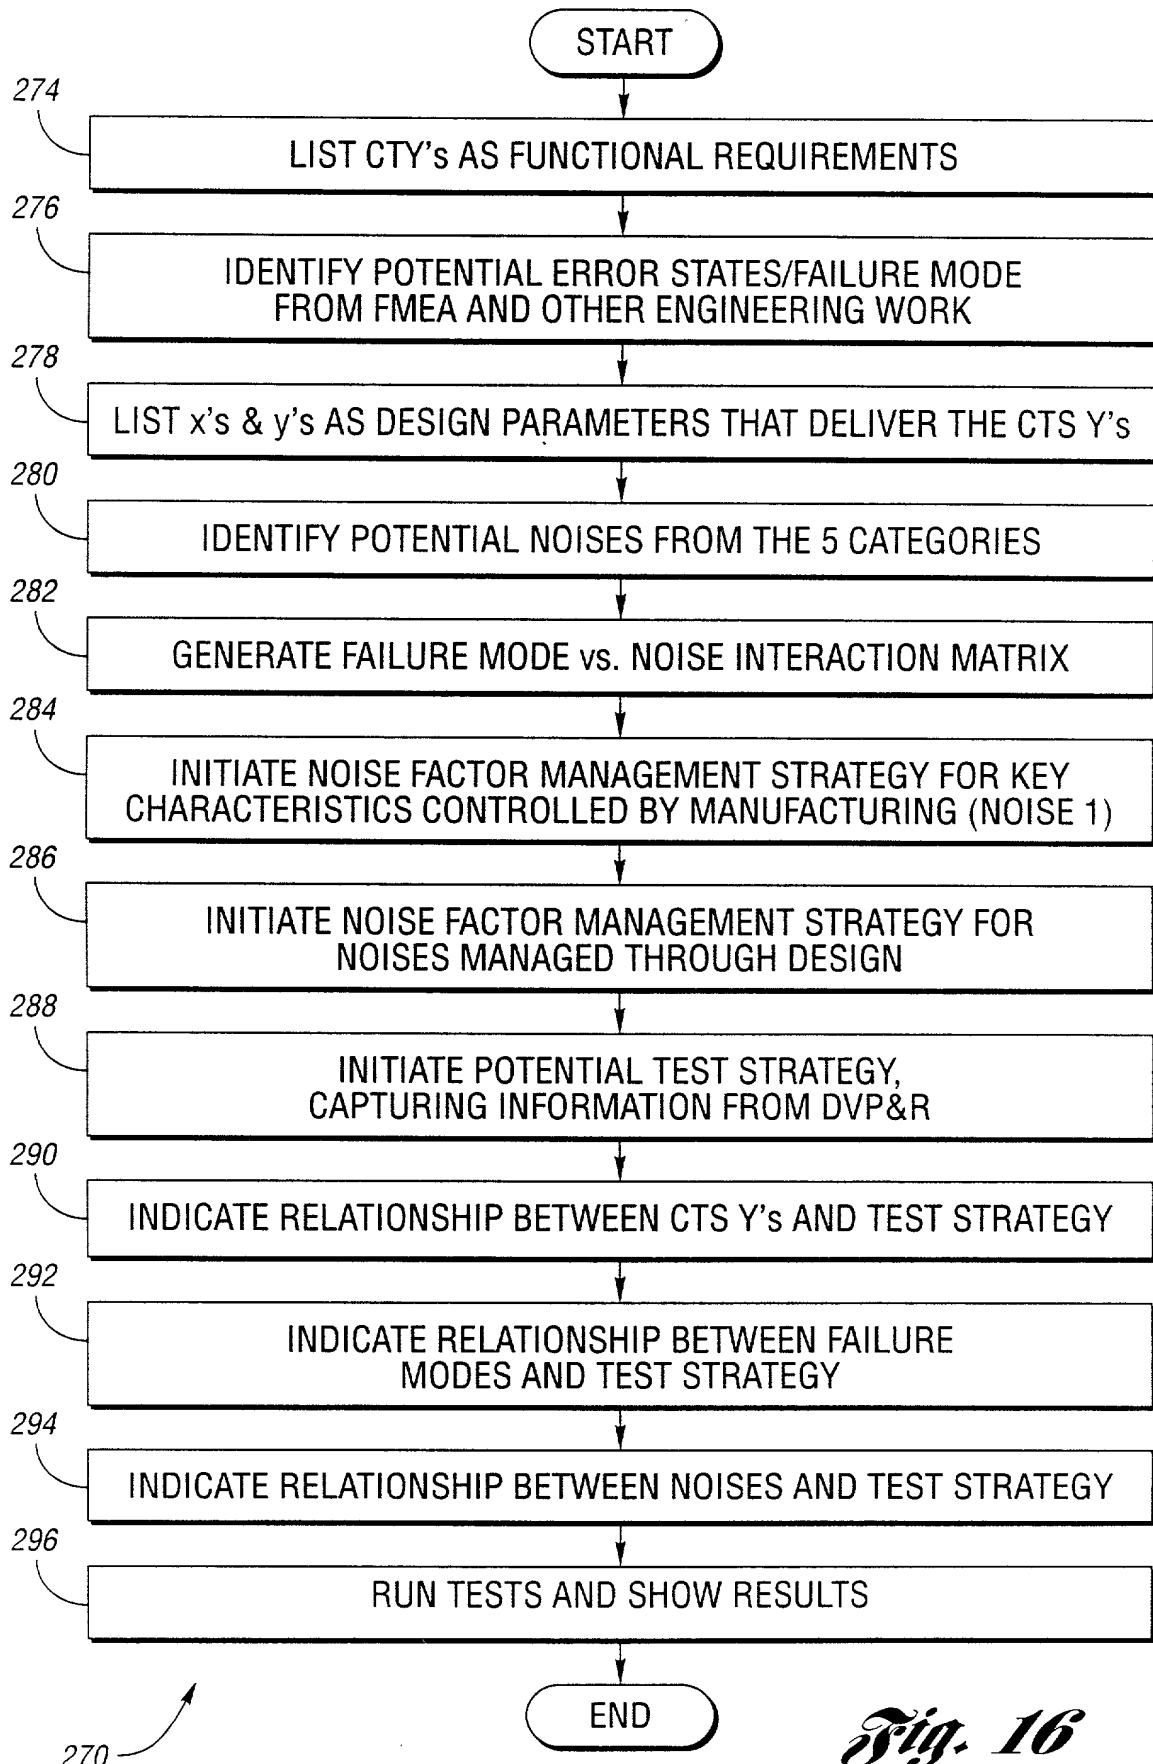 START
274
LIST CTY's AS FUNCTIONAL REQUIREMENTS
276
IDENTIFY POTENTIAL ERROR STATES/FAILURE MODE
FROM FMEA AND OTHER ENGINEERING WORK
278
LIST x's & y's AS DESIGN PARAMETERS THAT DELIVER THE CTS Y's
280
IDENTIFY POTENTIAL NOISES FROM THE 5 CATEGORIES
282
GENERATE FAILURE MODE vs. NOISE INTERACTION MATRIX
284
INITIATE NOISE FACTOR MANAGEMENT STRATEGY FOR KEY
CHARACTERISTICS CONTROLLED BY MANUFACTURING (NOISE 1)
286
INITIATE NOISE FACTOR MANAGEMENT STRATEGY FOR
NOISES MANAGED THROUGH DESIGN
288
INITIATE POTENTIAL TEST STRATEGY,
CAPTURING INFORMATION FROM DVP&R
290
INDICATE RELATIONSHIP BETWEEN CTS Y's AND TEST STRATEGY
292
INDICATE RELATIONSHIP BETWEEN FAILURE
MODES AND TEST STRATEGY
294
INDICATE RELATIONSHIP BETWEEN NOISES AND TEST STRATEGY
296
RUN TESTS AND SHOW RESULTS
END
270
Fig. 16